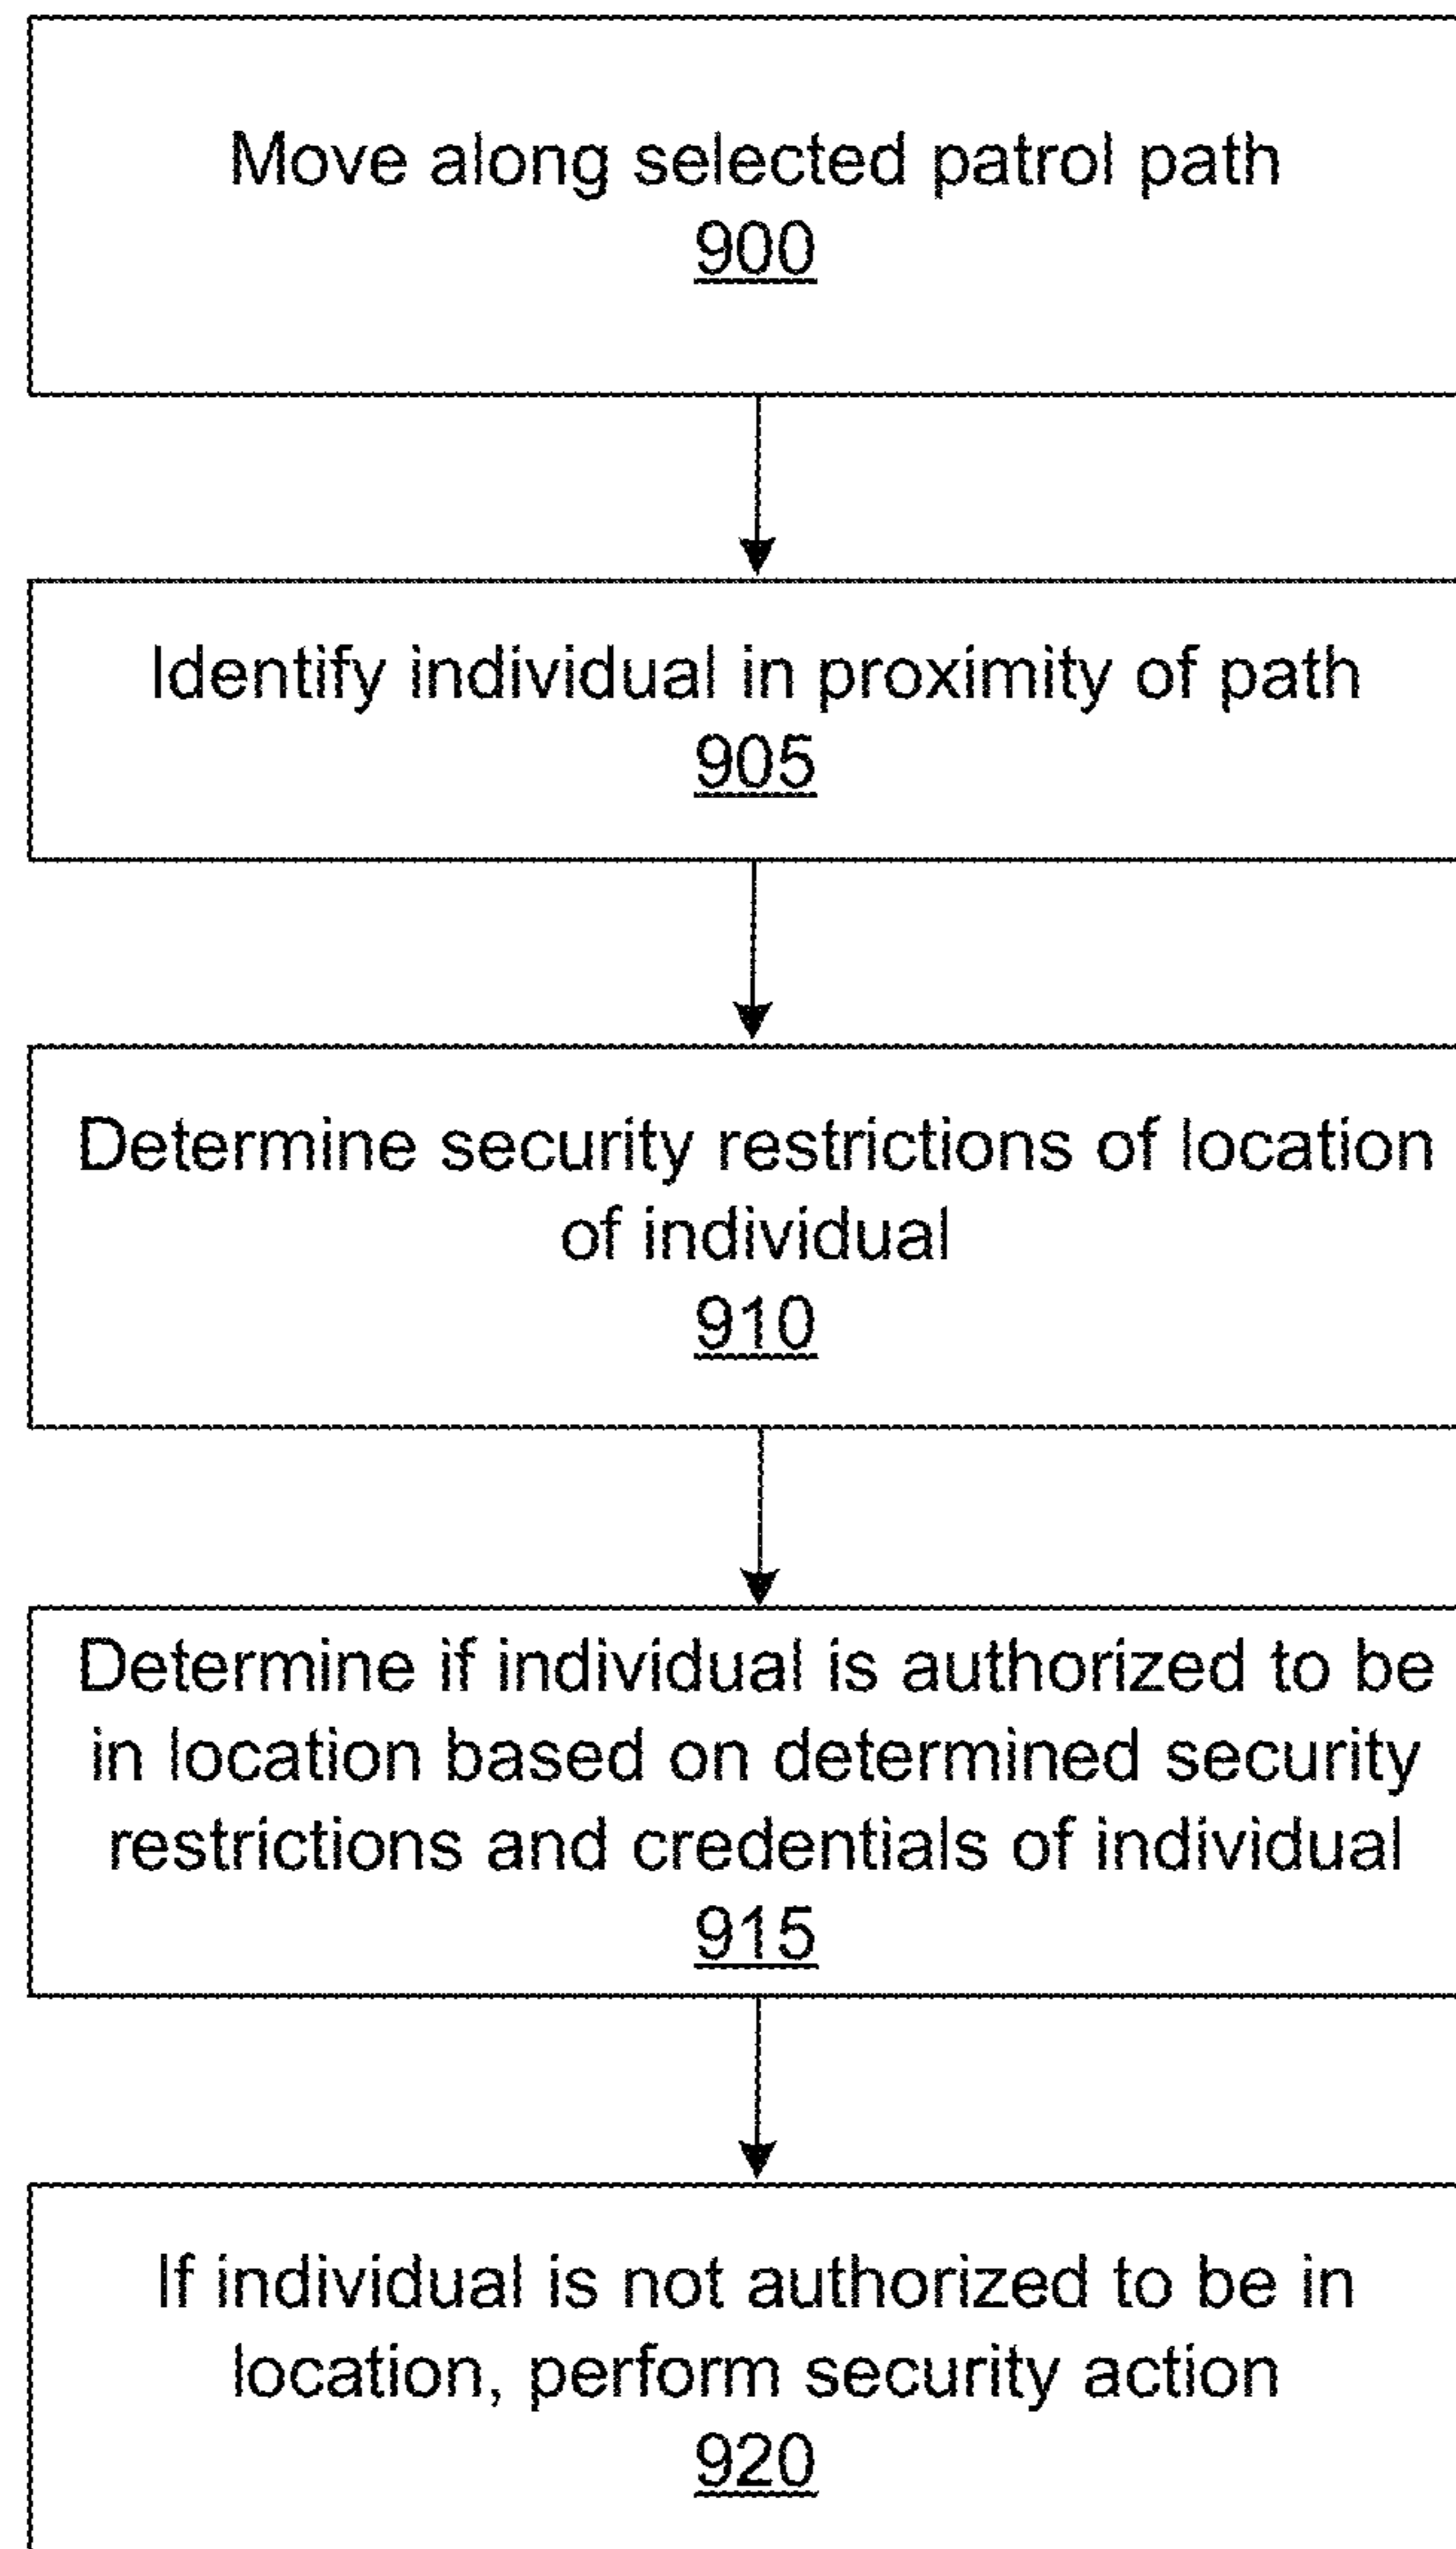 Move along selected patrol path
900
Identify individual in proximity of path
905
Determine security restrictions of location
of individual
910
Determine if individual is authorized to be
in location based on determined security
restrictions and credentials of individual
915
If individual is not authorized to be in
location, perform security action
920